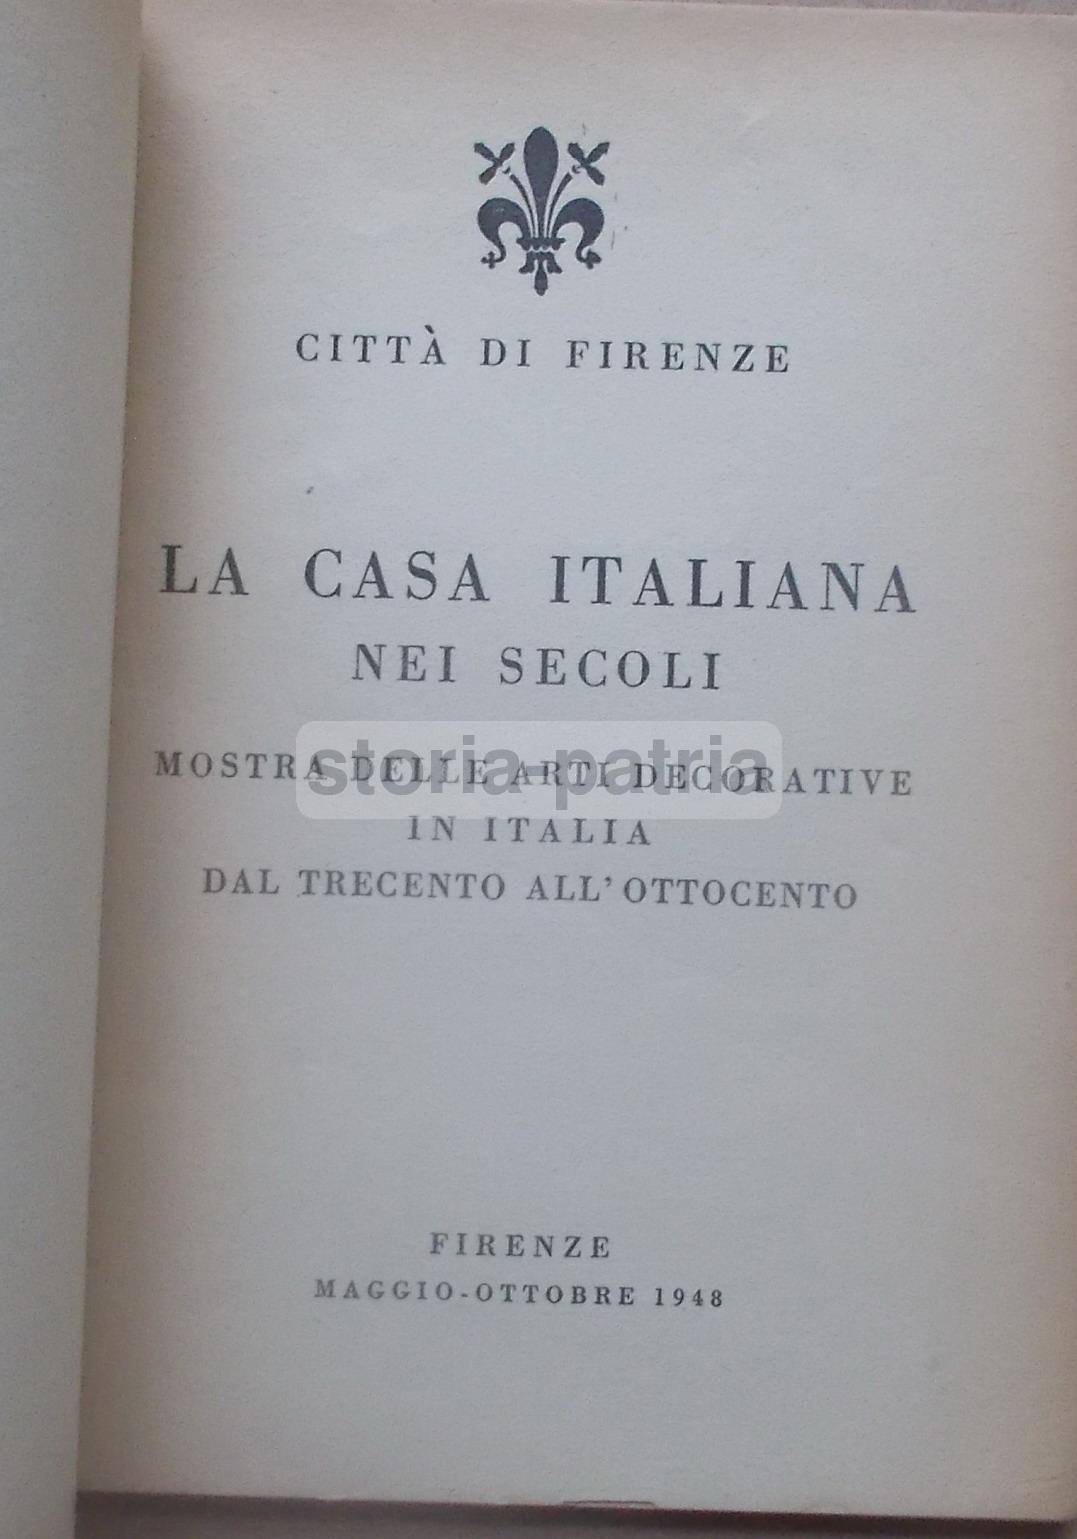 CITTÀ DI FIRENZE
LA CASA ITALIANA
NEI SECOLI
storia-patria
MOSTRA DELLE ARTI DECORATIVE
IN ITALIA
DAL TRECENTO ALL'OTTOCENTO
FIRENZE
MAGGIO-OTTOBRE 1948